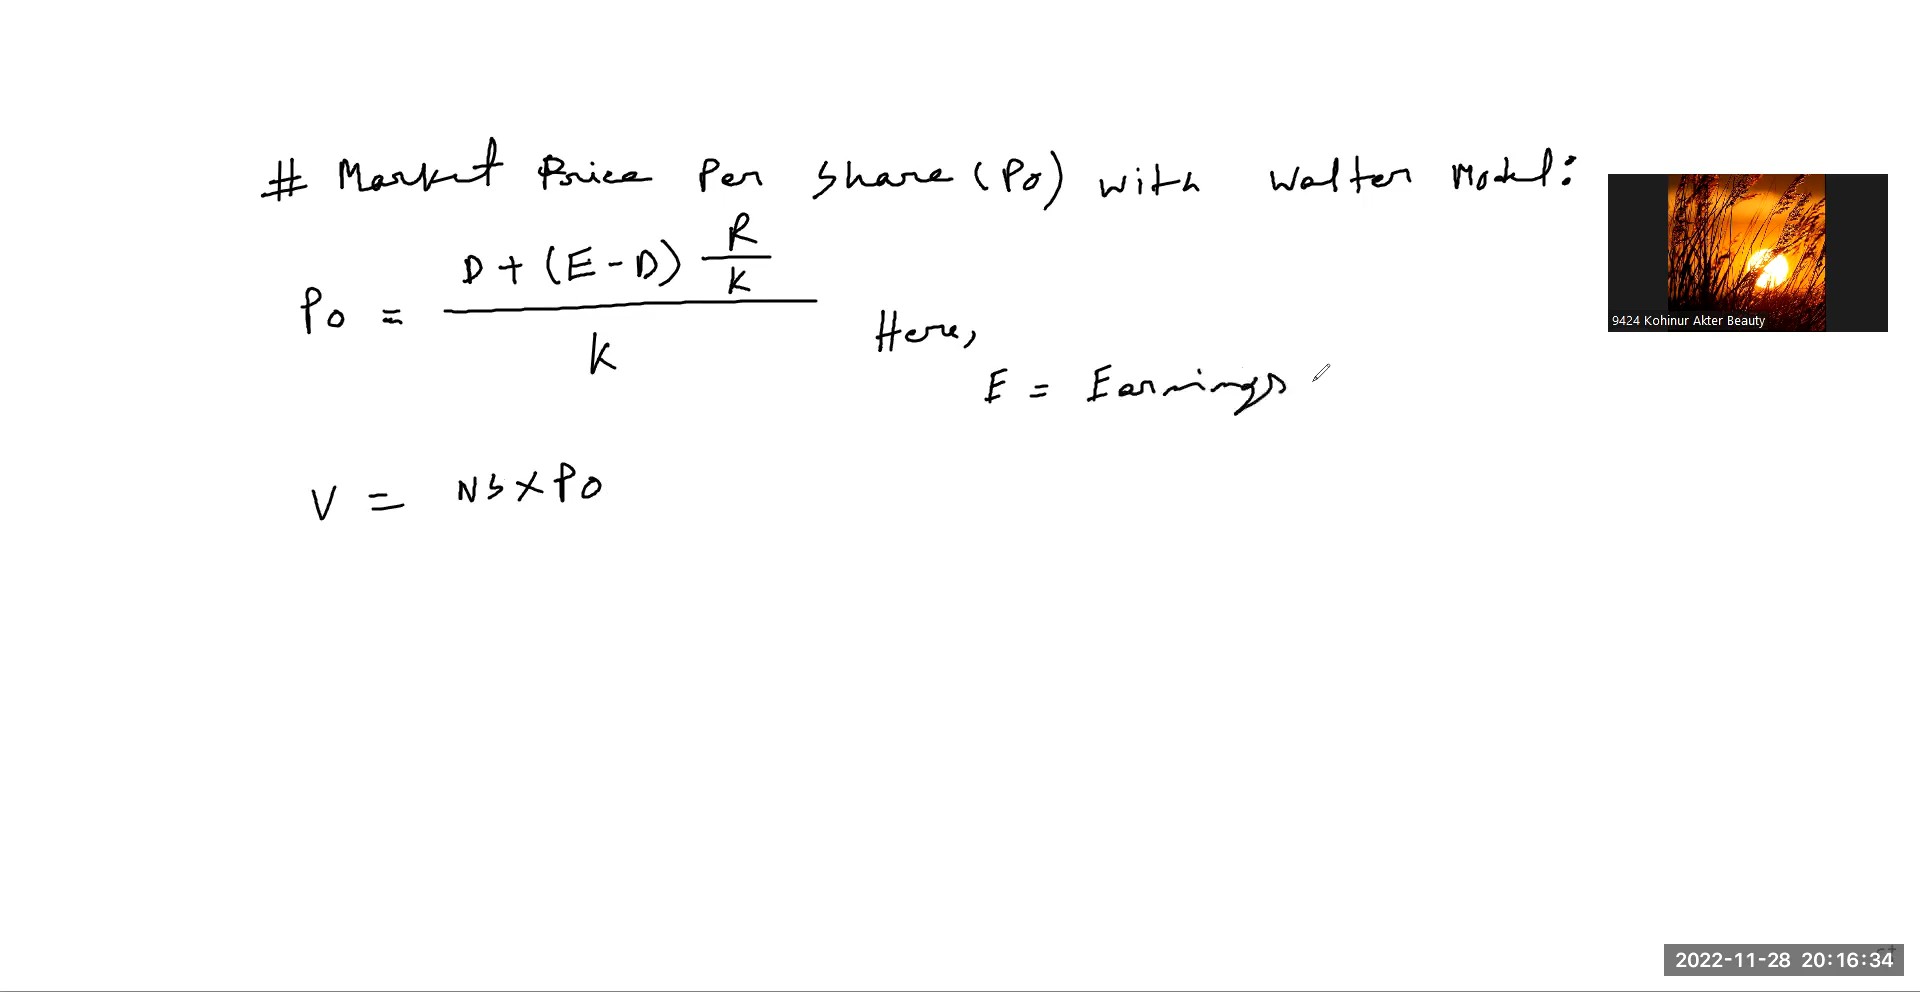 # Market Price Per Share (Po) with Walter Model:
Po = (D + (E - D) R/K) / K
Here,
E = Earnings
V = NS × Po
9424 Kohinur Akter Beauty
2022-11-28 20:16:34